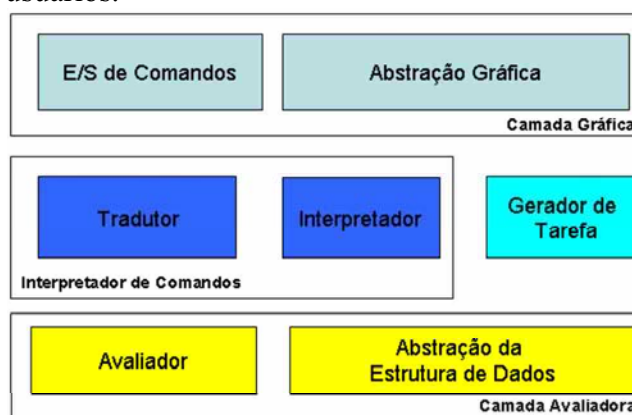 usuários.
E/S de Comandos
Abstração Gráfica
Camada Gráfica
Tradutor
Interpretador
Gerador de
Tarefa
Interpretador de Comandos
Avaliador
Abstração da
Estrutura de Dados
Camada Avaliadora